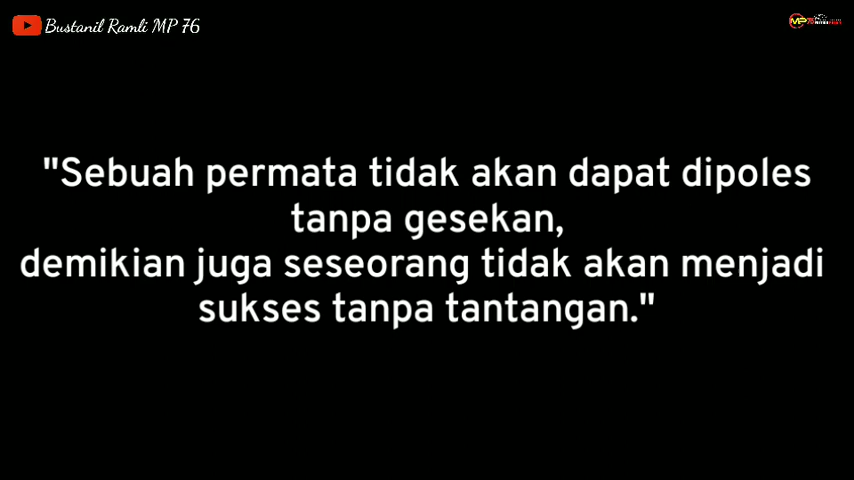 Bustanil Ramli MP 76
MP
"Sebuah permata tidak akan dapat dipoles
tanpa gesekan,
demikian juga seseorang tidak akan menjadi
sukses tanpa tantangan."